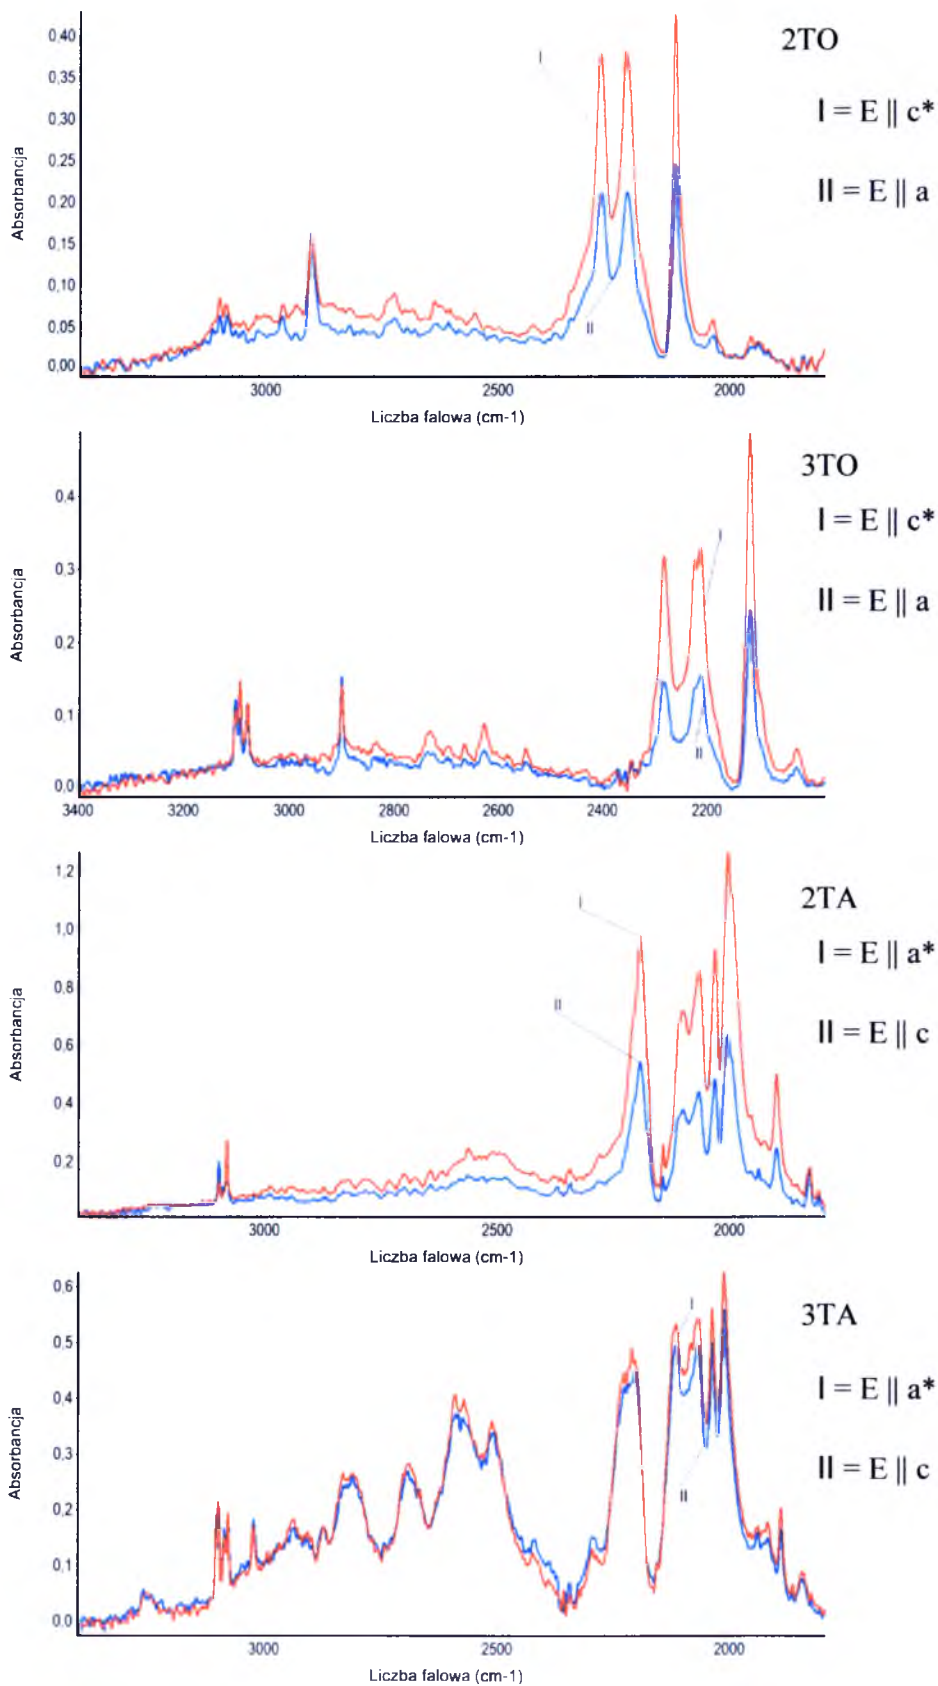 2TO
I = E || c*
II = E || a
Absorbancja
0,40
0,35
0,30
0,25
0,20
0,15
0,10
0,05
0,00
I
II
3000
2500
2000
Liczba falowa (cm-1)
3TO
I = E || c*
II = E || a
Absorbancja
0,4
0,3
0,2
0,1
0,0
I
II
3400
3200
3000
2800
2600
2400
2200
Liczba falowa (cm-1)
2TA
I = E || a*
II = E || c
Absorbancja
1,2
1,0
0,8
0,6
0,4
0,2
I
II
3000
2500
2000
Liczba falowa (cm-1)
3TA
I = E || a*
II = E || c
Absorbancja
0,6
0,5
0,4
0,3
0,2
0,1
0,0
I
II
3000
2500
2000
Liczba falowa (cm-1)